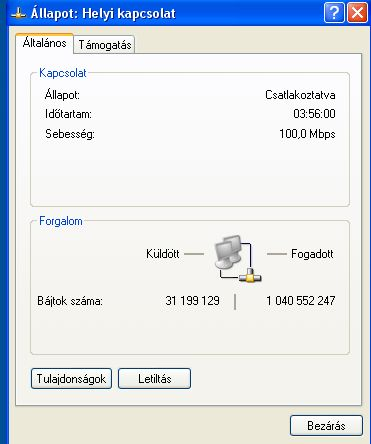 Állapot: Helyi kapcsolat
Általános Támogatás
Kapcsolat
Állapot: Csatlakoztatva
Időtartam: 03:56:00
Sebesség: 100,0 Mbps
Forgalom
Küldött Fogadott
Bájtok száma: 31 199 129 1 040 552 247
Tulajdonságok Letiltás
Bezárás